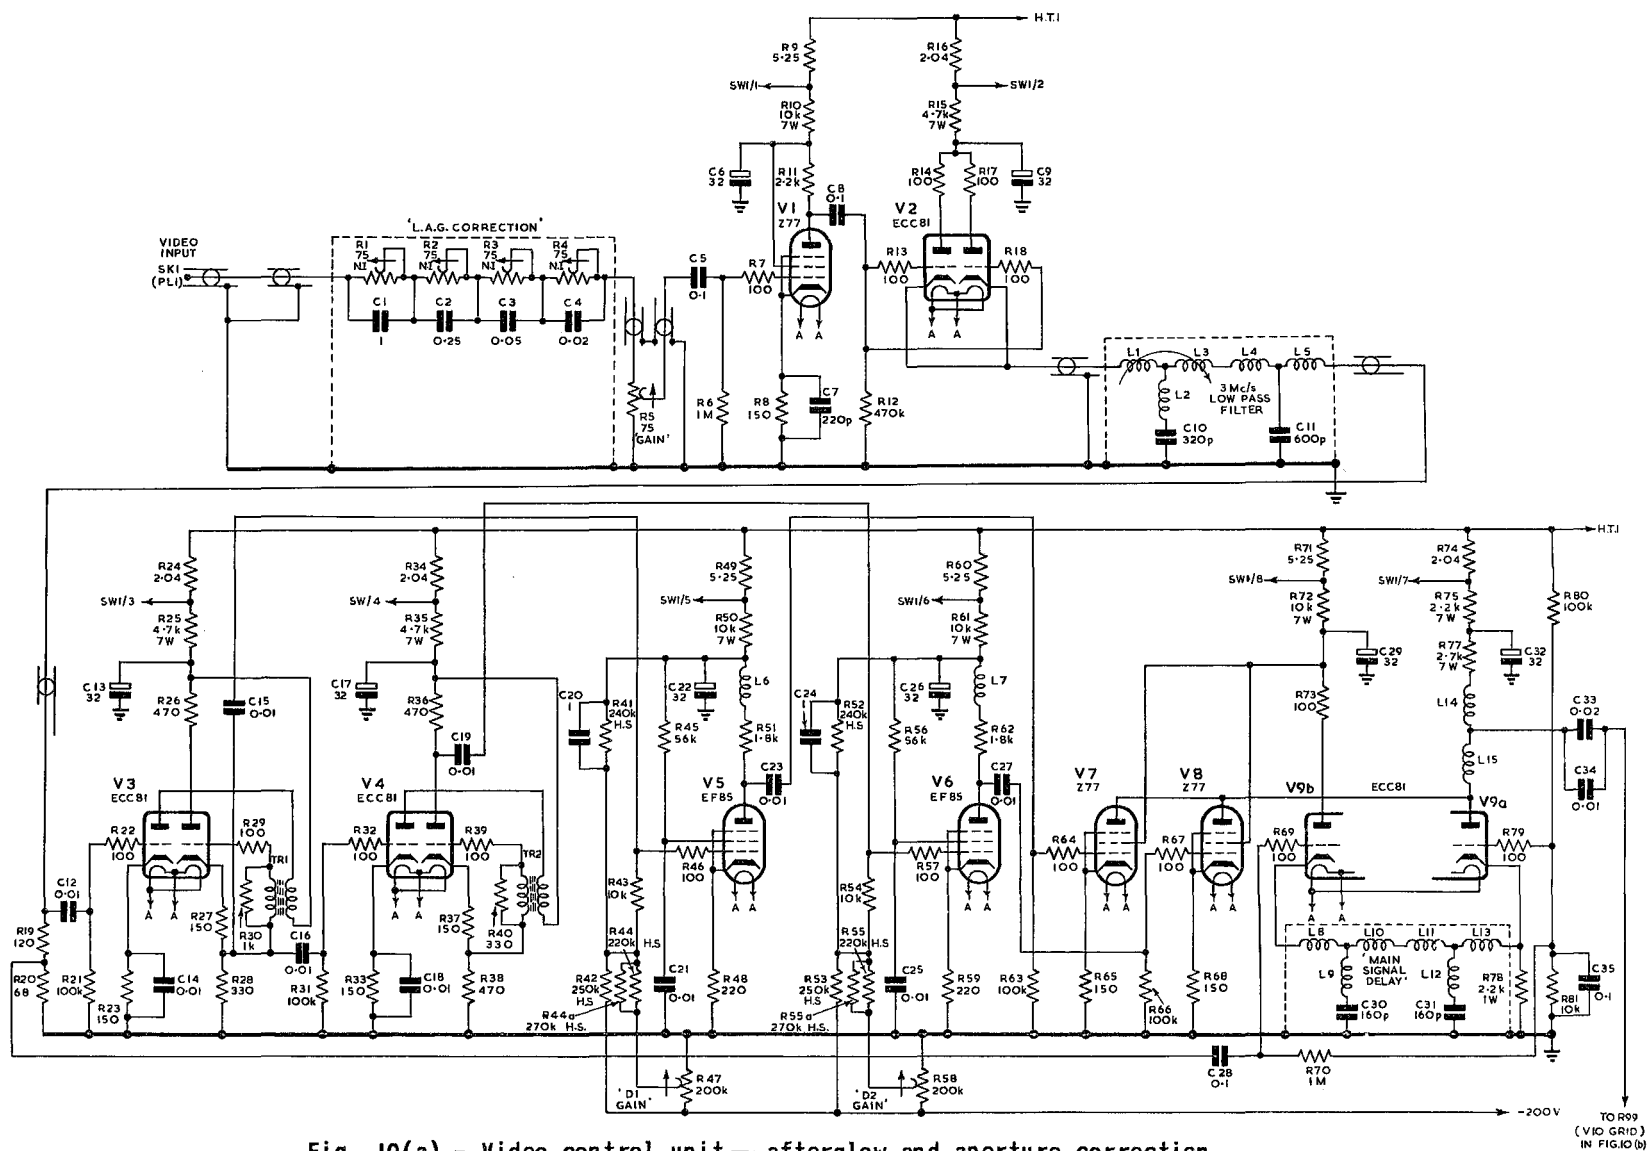 H.T.I
R9
5·25
R16
2·04
SW1/1
SW1/2
R10
10k
7W
R15
4·7k
7W
C6
32
R11
2·2k
C8
0·1
R14
100
R17
100
C9
32
V1
Z77
V2
ECC81
'L.A.G. CORRECTION'
VIDEO
INPUT
SK1
(PL1)
R1
75
N.I
R2
75
N.I
R3
75
N.I
R4
75
N.I
C1
1
C2
0·25
C3
0·05
C4
0·02
C5
0·1
R7
100
R13
100
R18
100
A A
A A
R5
75
'GAIN'
R6
1M
R8
150
C7
220p
R12
470k
L1
L3
L4
L5
L2
3 Mc/s
LOW PASS
FILTER
C10
320p
C11
600p
H.T.I
R24
2·04
R34
2·04
R49
5·25
R60
5·25
R71
5·25
R74
2·04
SW1/3
SW/4
SW1/5
SW1/6
SW1/8
SW1/7
R25
4·7k
7W
R35
4·7k
7W
R50
10k
7W
R61
10k
7W
R72
10k
7W
R75
2·2k
7W
R80
100k
C13
32
R26
470
C15
0·01
C17
32
R36
470
C19
0·01
C20
1
R41
240k
H.S
C22
32
L6
R45
56k
R51
1·8k
C23
0·01
C24
1
R52
240k
H.S
C26
32
L7
R56
56k
R62
1·8k
C27
0·01
C29
32
R73
100
R77
2·7k
7W
C32
32
L14
L15
C33
0·02
C34
0·01
V3
ECC81
V4
ECC81
V5
EF85
V6
EF85
V7
Z77
V8
Z77
V9b
ECC81
V9a
R22
100
R29
100
TR1
R32
100
R39
100
TR2
R46
100
R57
100
R64
100
R67
100
R69
100
R79
100
A A
A A
A A
A A
A A
A A
A A
C12
0·01
R19
120
R20
68
R21
100k
R23
150
C14
0·01
R27
150
R28
330
R30
1k
C16
0·01
R31
100k
R33
150
C18
0·01
R37
150
R38
470
R40
330
R43
10k
R44
220k
H.S
R42
250k
H.S
R44a
270k H.S.
C21
0·01
R48
220
R54
10k
R55
220k H.S
R53
250k
H.S
R55a
270k H.S.
C25
0·01
R59
220
R63
100k
R65
150
R66
100k
R68
150
L8
L10
L11
L13
L9
'MAIN
SIGNAL
DELAY'
L12
C30
160p
C31
160p
R78
2·2k
1W
R81
10k
C35
0·1
'D1
GAIN'
R47
200k
'D2
GAIN'
R58
200k
C28
0·1
R70
1M
-200V
TO R99
(V10 GRID)
IN FIG.10(b)
Fig. 10(a) - Video control unit — afterglow and aperture correction